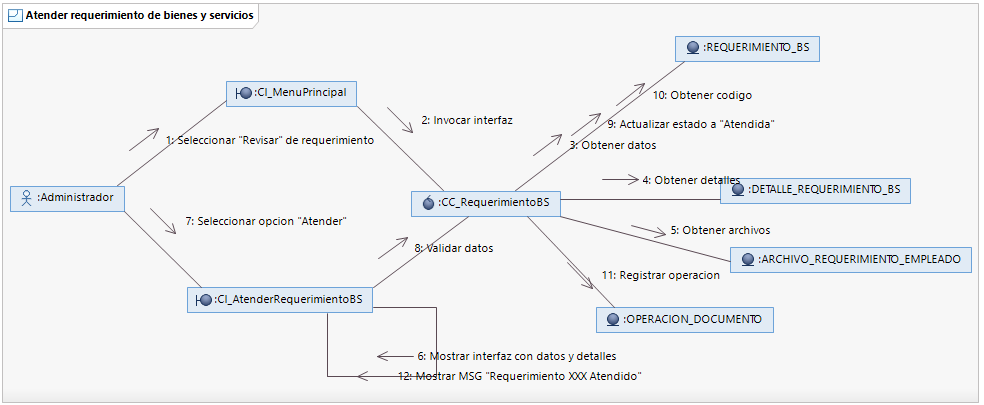 Atender requerimiento de bienes y servicios
:REQUERIMIENTO_BS
:CI_MenuPrincipal
10: Obtener codigo
2: Invocar interfaz
9: Actualizar estado a "Atendida"
1: Seleccionar "Revisar" de requerimiento
3: Obtener datos
4: Obtener detalles
:DETALLE_REQUERIMIENTO_BS
:Administrador
:CC_RequerimientoBS
7: Seleccionar opcion "Atender"
5: Obtener archivos
8: Validar datos
:ARCHIVO_REQUERIMIENTO_EMPLEADO
11: Registrar operacion
:CI_AtenderRequerimientoBS
:OPERACION_DOCUMENTO
6: Mostrar interfaz con datos y detalles
12: Mostrar MSG "Requerimiento XXX Atendido"